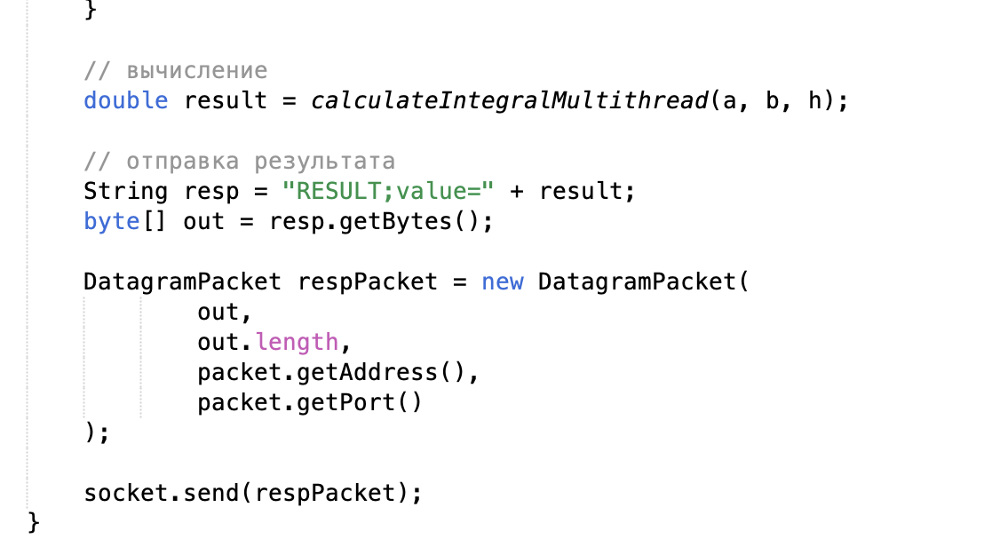 }
// вычисление
double result = calculateIntegralMultithread(a, b, h);
// отправка результата
String resp = "RESULT;value=" + result;
byte[] out = resp.getBytes();
DatagramPacket respPacket = new DatagramPacket(
out,
out.length,
packet.getAddress(),
packet.getPort()
);
socket.send(respPacket);
}